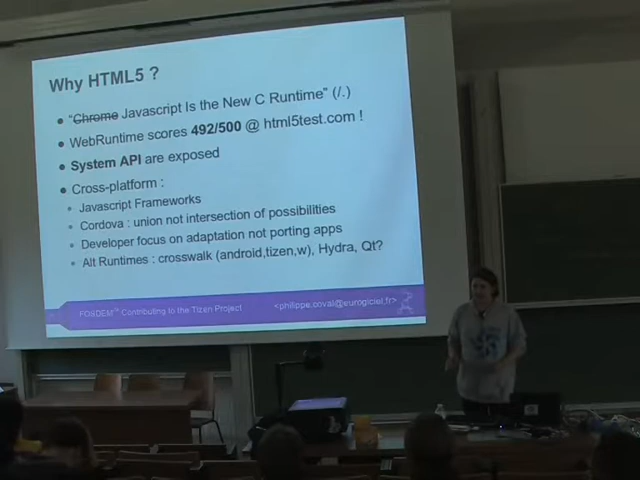 Why HTML5 ?
• “Chrome Javascript Is the New C Runtime” (/.)
• WebRuntime scores 492/500 @ html5test.com !
• System API are exposed
• Cross-platform :
• Javascript Frameworks
• Cordova : union not intersection of possibilities
• Developer focus on adaptation not porting apps
• Alt Runtimes : crosswalk (android,tizen,w), Hydra, Qt?
FOSDEM™ Contributing to the Tizen Project
<philippe.coval@eurogiciel.fr>